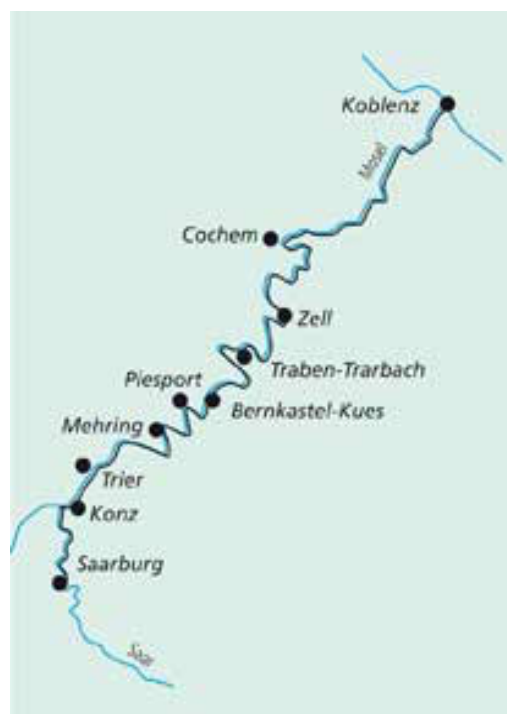 Koblenz
Mosel
Cochem
Zell
Traben-Trarbach
Piesport
Bernkastel-Kues
Mehring
Trier
Konz
Saarburg
Saar